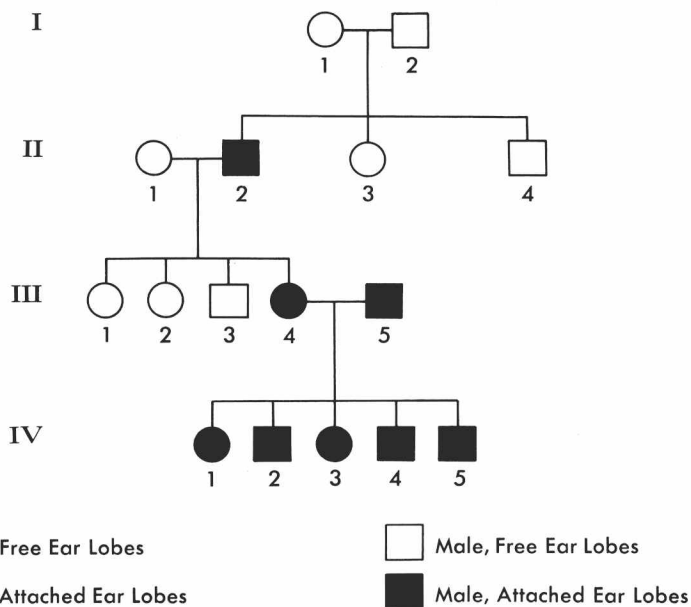 I
1 2
II
1 2 3 4
III
1 2 3 4 5
IV
1 2 3 4 5
Free Ear Lobes
Male, Free Ear Lobes
Attached Ear Lobes
Male, Attached Ear Lobes